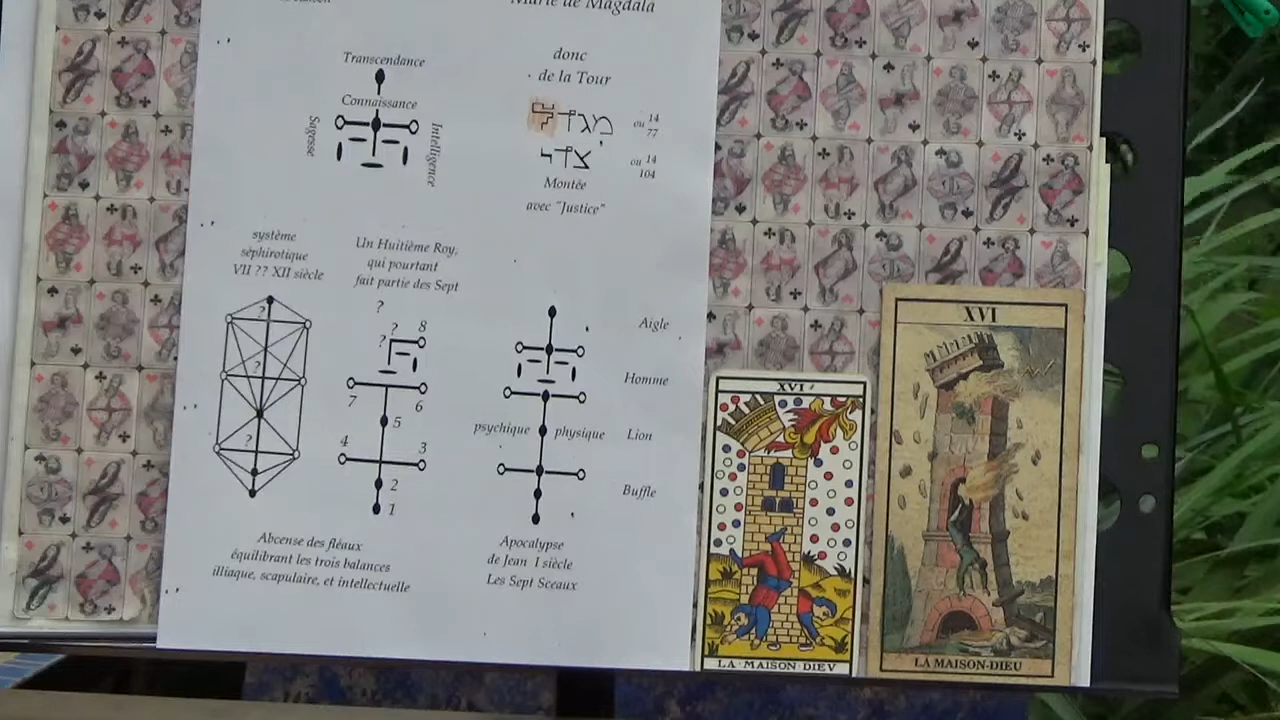 Marie de Magdala
Transcendance
Connaissance
Sagesse
Intelligence
donc
de la Tour
ou 14
77
ou 14
104
Montée
avec "Justice"
système
séphirotique
VII ?? XII siècle
?
?
?
Un Huitième Roy,
qui pourtant
fait partie des Sept
?
?
?
8
7
6
5
4
3
2
1
Abcense des fléaux
équilibrant les trois balances
illiaque, scapulaire, et intellectuelle
psychique
physique
Apocalypse
de Jean I siècle
Les Sept Sceaux
Aigle
Homme
Lion
Buffle
XVI
LA·MAISON·DIEV
XVI
LA MAISON-DIEU